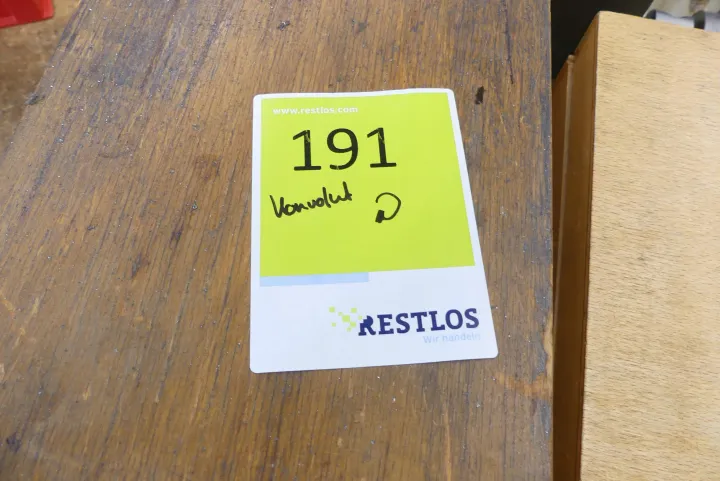 www.restlos.com
191
Konvolut
RESTLOS
Wir handeln